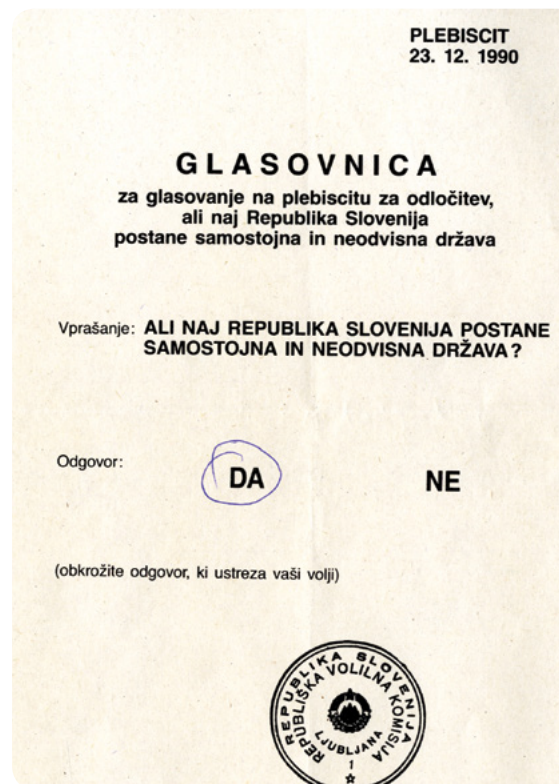 PLEBISCIT
23. 12. 1990
GLASOVNICA
za glasovanje na plebiscitu za odločitev,
ali naj Republika Slovenija
postane samostojna in neodvisna država
Vprašanje: ALI NAJ REPUBLIKA SLOVENIJA POSTANE
SAMOSTOJNA IN NEODVISNA DRŽAVA?
Odgovor: DA NE
(obkrožite odgovor, ki ustreza vaši volji)
REPUBLIKA SLOVENIJA
REPUBLIŠKA VOLILNA KOMISIJA
LJUBLJANA
1